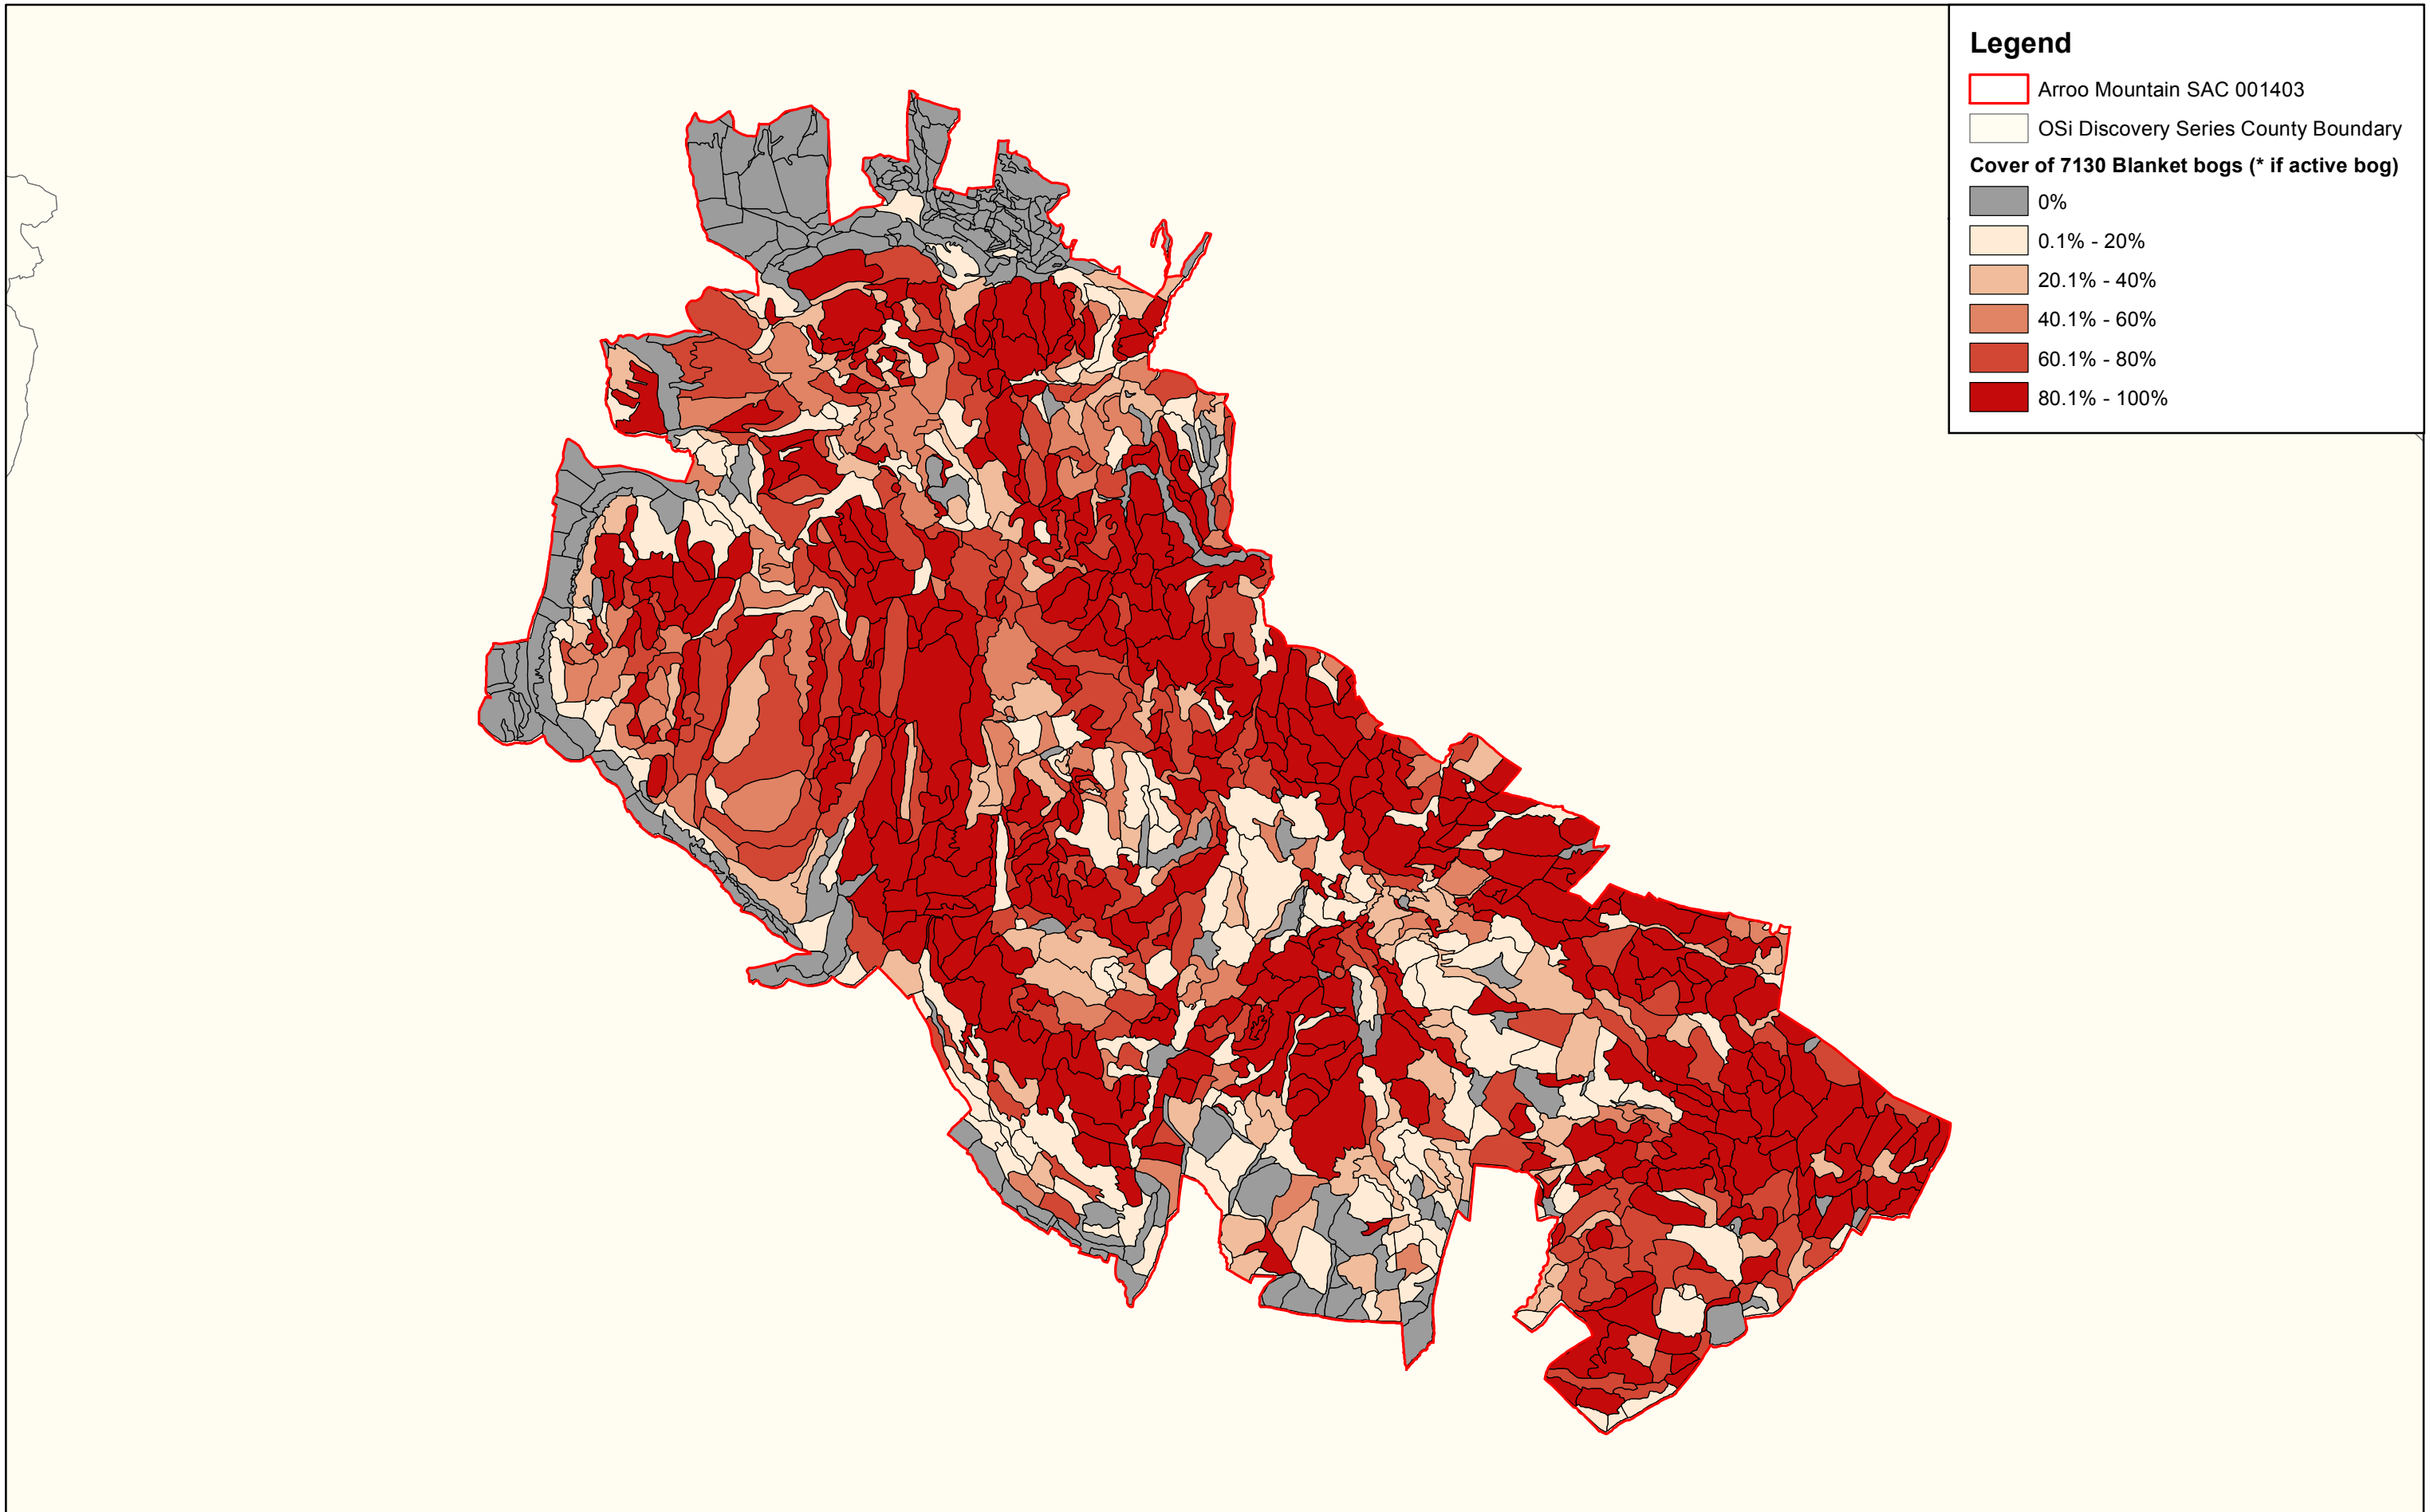 Legend
Arroo Mountain SAC 001403
OSi Discovery Series County Boundary
Cover of 7130 Blanket bogs (* if active bog)
0%
0.1% - 20%
20.1% - 40%
40.1% - 60%
60.1% - 80%
80.1% - 100%